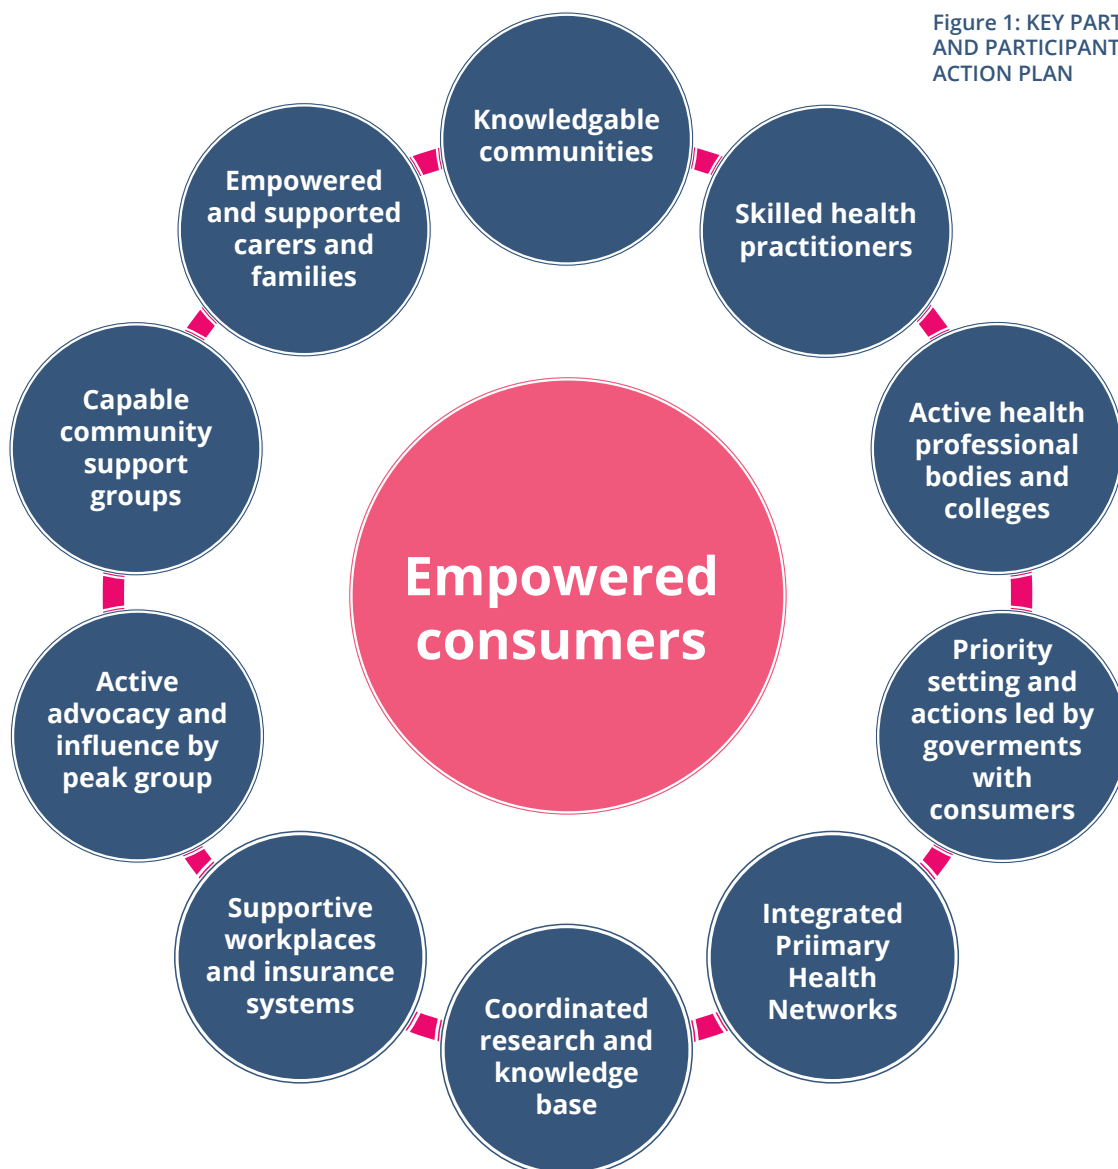 Figure 1: KEY PART
AND PARTICIPANT
ACTION PLAN
Knowledgable
communities
Skilled health
practitioners
Active health
professional
bodies and
colleges
Priority
setting and
actions led by
goverments
with
consumers
Integrated
Priimary
Health
Networks
Coordinated
research and
knowledge
base
Supportive
workplaces
and insurance
systems
Active
advocacy and
influence by
peak group
Capable
community
support
groups
Empowered
and supported
carers and
families
Empowered
consumers